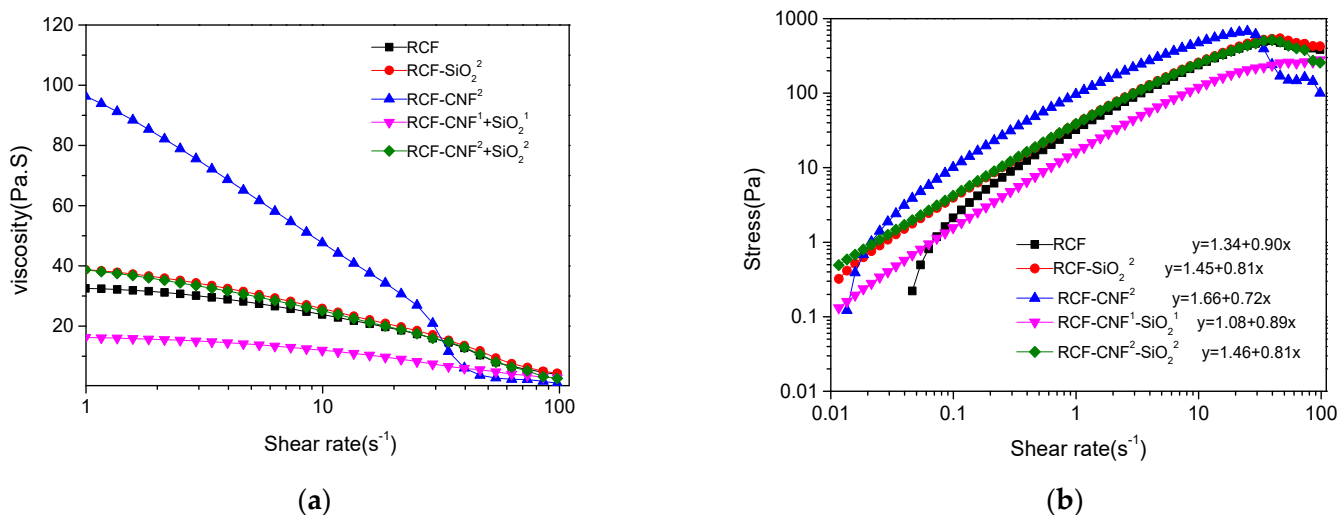 120
100
80
60
40
20
viscosity(Pa.S)
RCF
RCF-SiO₂²
RCF-CNF²
RCF-CNF¹+SiO₂¹
RCF-CNF²+SiO₂²
1 10 100
Shear rate(s⁻¹)
(a)
1000
100
10
1
0.1
0.01
Stress(Pa)
RCF y=1.34+0.90x
RCF-SiO₂² y=1.45+0.81x
RCF-CNF² y=1.66+0.72x
RCF-CNF¹-SiO₂¹ y=1.08+0.89x
RCF-CNF²-SiO₂² y=1.46+0.81x
0.01 0.1 1 10 100
Shear rate(s⁻¹)
(b)